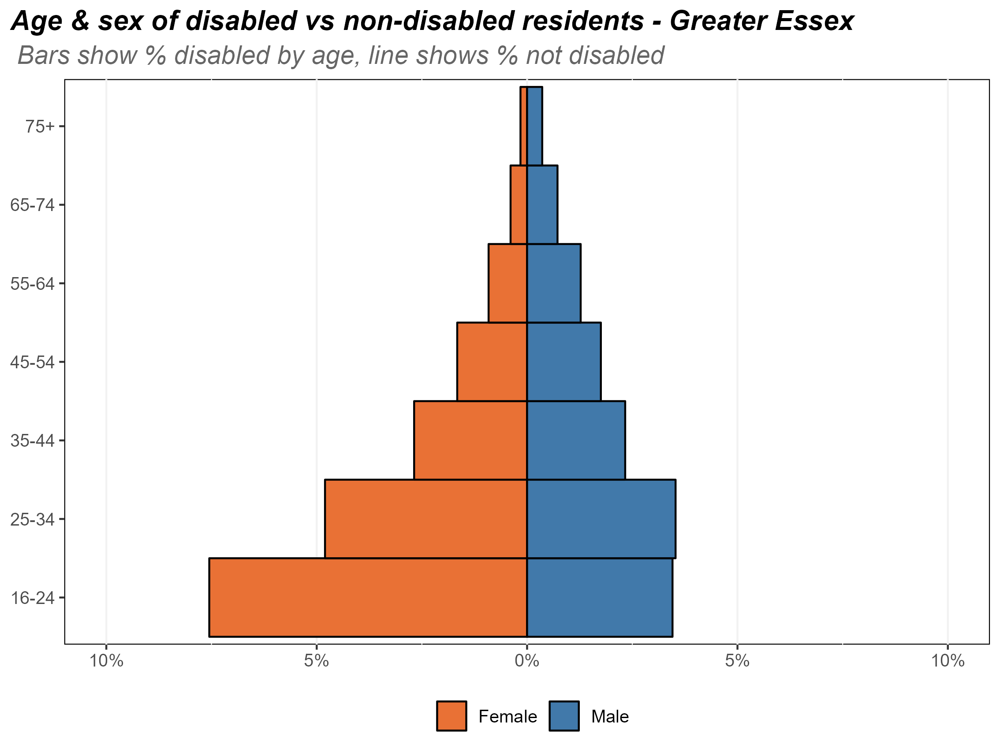 Age & sex of disabled vs non-disabled residents - Greater Essex
Bars show % disabled by age, line shows % not disabled
75+
65-74
55-64
45-54
35-44
25-34
16-24
10% 5% 0% 5% 10%
Female Male